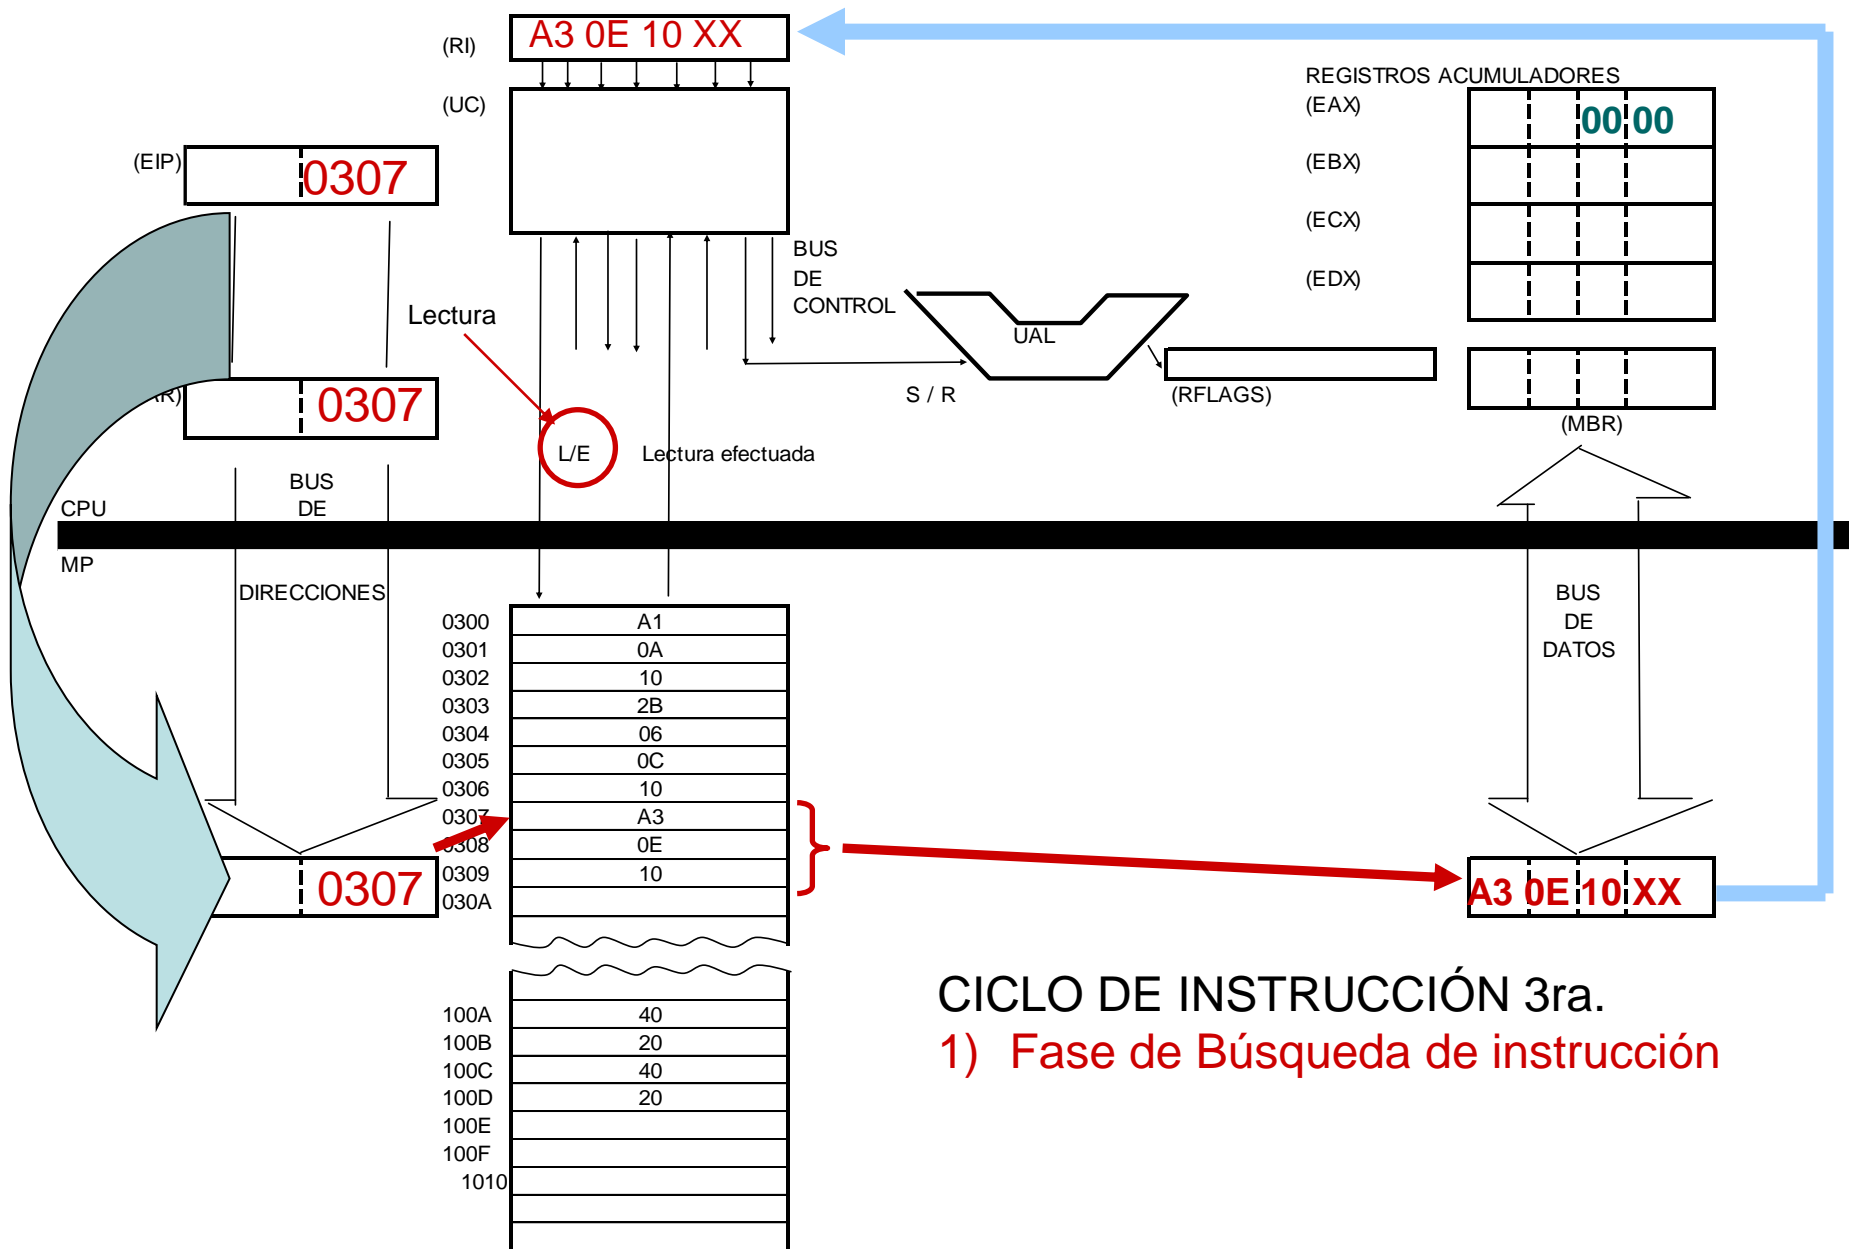 (RI) A3 0E 10 XX
REGISTROS ACUMULADORES
(UC)
(EAX) 00 00
(EIP) 0307
(EBX)
(ECX)
BUS
DE
CONTROL
(EDX)
Lectura
UAL
0307
S / R
(RFLAGS)
(MBR)
L/E
Lectura efectuada
BUS
DE
CPU
MP
DIRECCIONES
BUS
DE
DATOS
0300 A1
0301 0A
0302 10
0303 2B
0304 06
0305 0C
0306 10
0307 A3
0308 0E
0309 10
030A
0307
A3 0E 10 XX
CICLO DE INSTRUCCIÓN 3ra.
1) Fase de Búsqueda de instrucción
100A 40
100B 20
100C 40
100D 20
100E
100F
1010